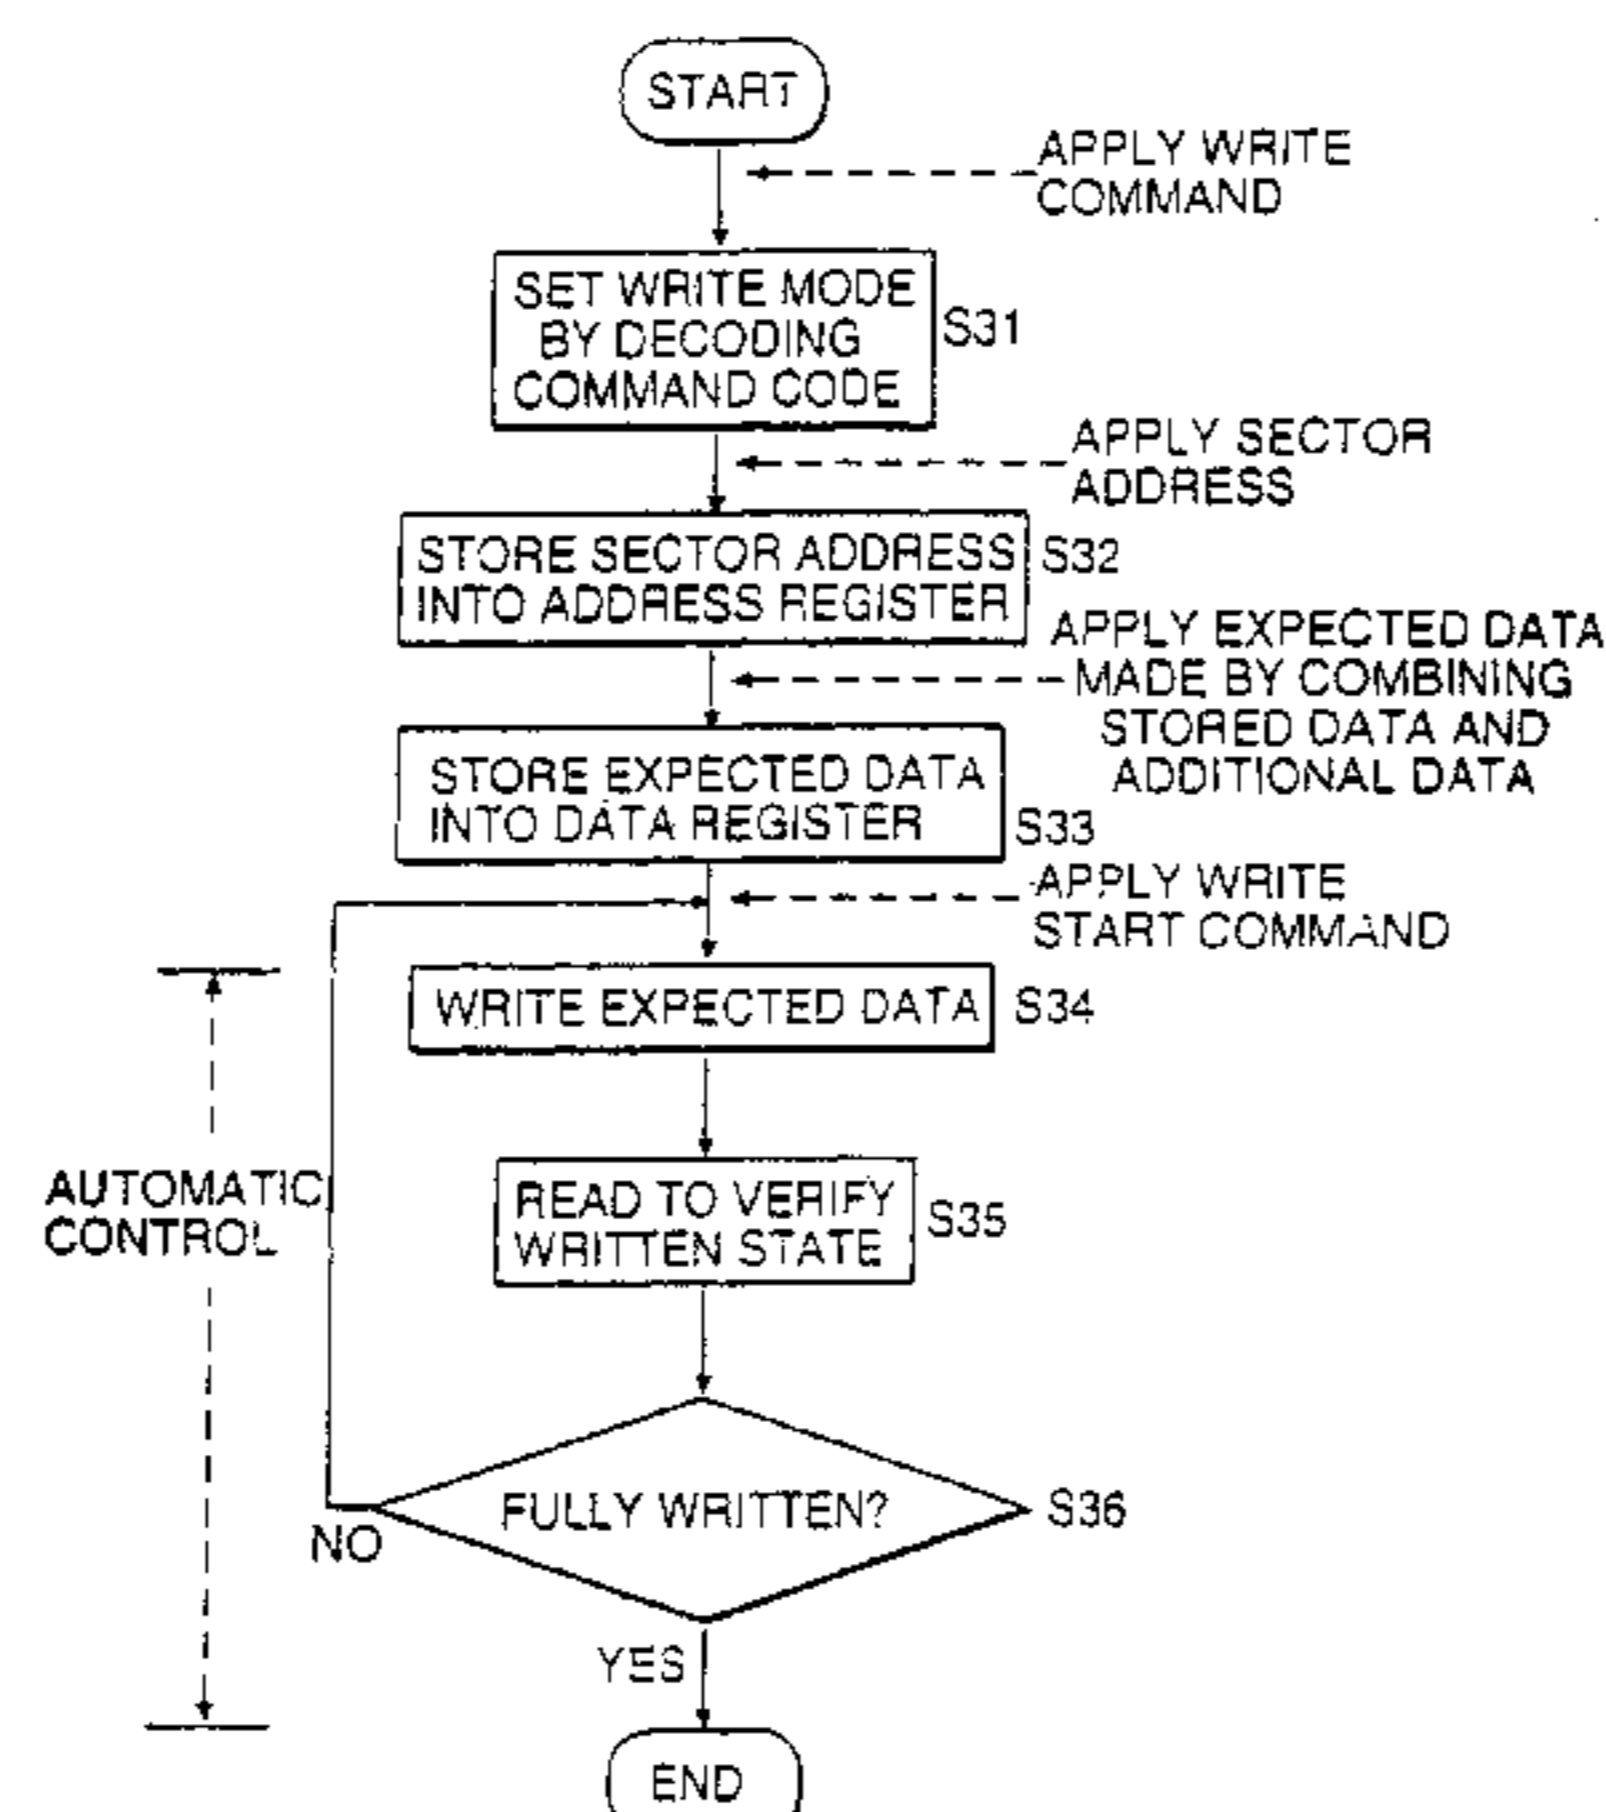 START
APPLY WRITE
COMMAND
SET WRITE MODE
BY DECODING
COMMAND CODE
S31
APPLY SECTOR
ADDRESS
STORE SECTOR ADDRESS
INTO ADDRESS REGISTER
S32
APPLY EXPECTED DATA
MADE BY COMBINING
STORED DATA AND
ADDITIONAL DATA
STORE EXPECTED DATA
INTO DATA REGISTER
S33
APPLY WRITE
START COMMAND
WRITE EXPECTED DATA
S34
AUTOMATIC
CONTROL
READ TO VERIFY
WRITTEN STATE
S35
FULLY WRITTEN?
S36
NO
YES
END